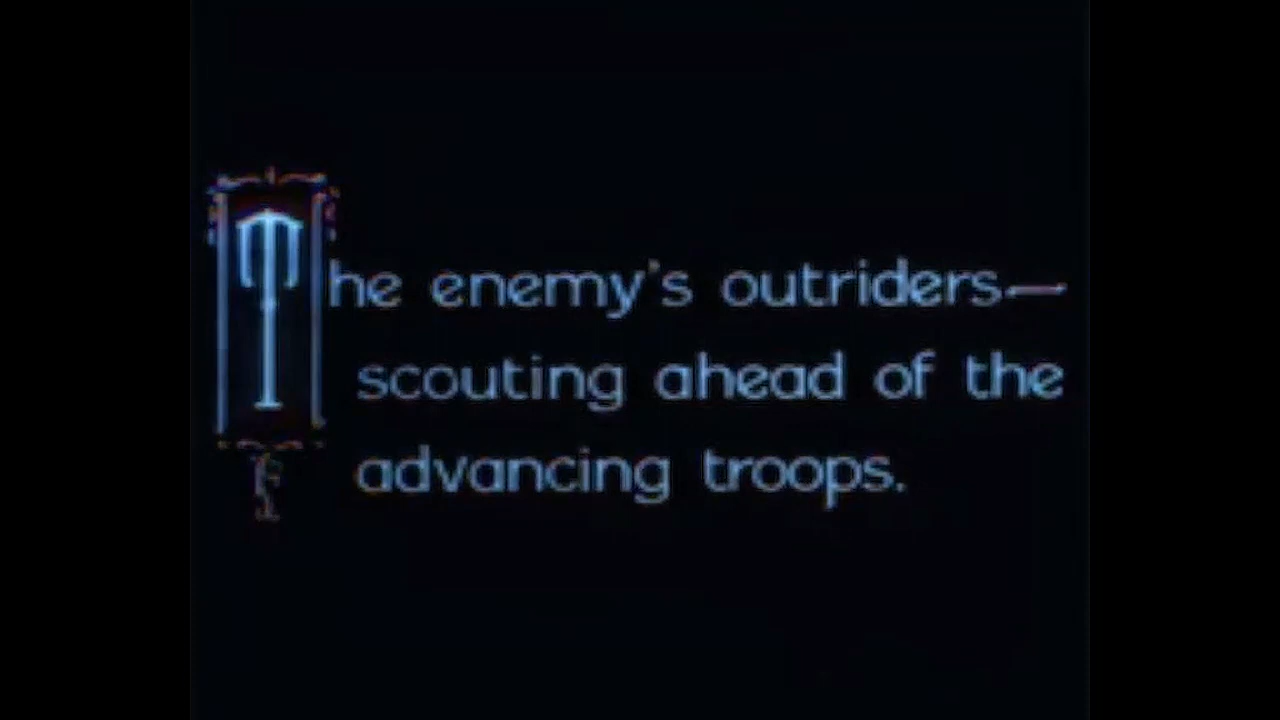 The enemy's outriders—
scouting ahead of the
advancing troops.